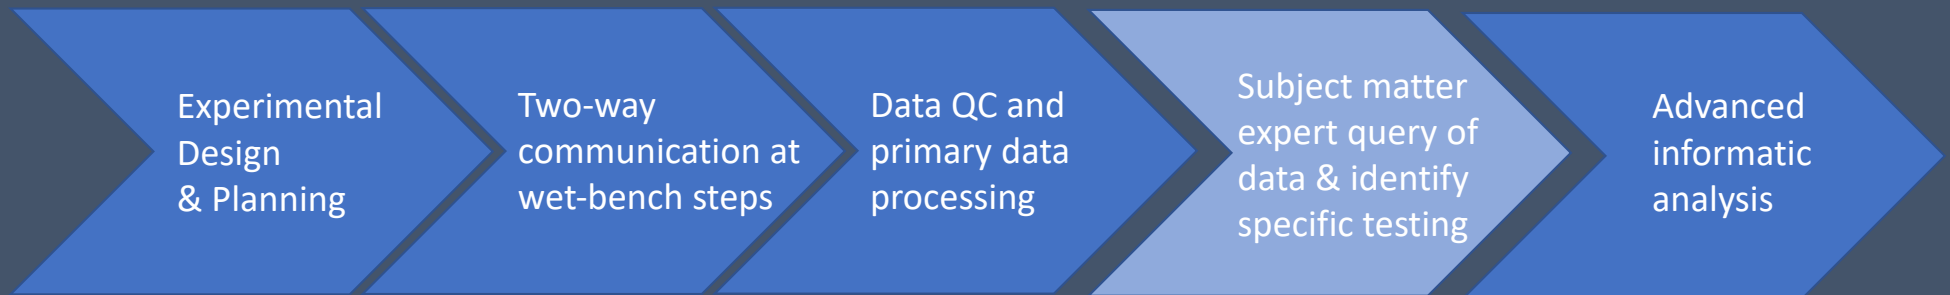 Experimental
Design
& Planning
Two-way
communication at
wet-bench steps
Data QC and
primary data
processing
Subject matter
expert query of
data & identify
specific testing
Advanced
informatic
analysis